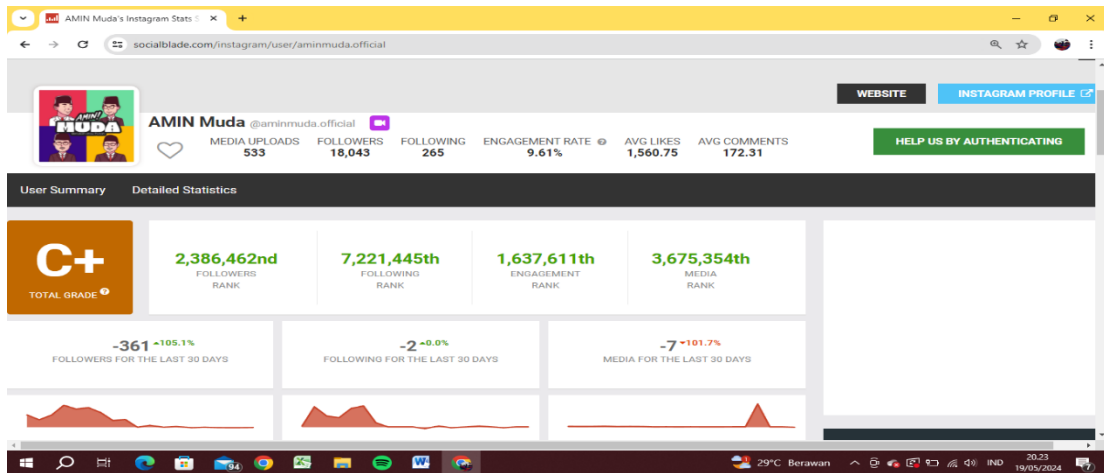 AMIN Muda's Instagram Stats S
socialblade.com/instagram/user/aminmuda.official
WEBSITE
INSTAGRAM PROFILE
AMIN!
MUDA
AMIN Muda @aminmuda.official
MEDIA UPLOADS FOLLOWERS FOLLOWING ENGAGEMENT RATE AVG LIKES AVG COMMENTS
533 18,043 265 9.61% 1,560.75 172.31
HELP US BY AUTHENTICATING
User Summary Detailed Statistics
C+
TOTAL GRADE ?
2,386,462nd
FOLLOWERS
RANK
7,221,445th
FOLLOWING
RANK
1,637,611th
ENGAGEMENT
RANK
3,675,354th
MEDIA
RANK
-361 ▲105.1%
FOLLOWERS FOR THE LAST 30 DAYS
-2 ▲0.0%
FOLLOWING FOR THE LAST 30 DAYS
-7 ▼101.7%
MEDIA FOR THE LAST 30 DAYS
94
29°C Berawan
IND
20.23
19/05/2024
7